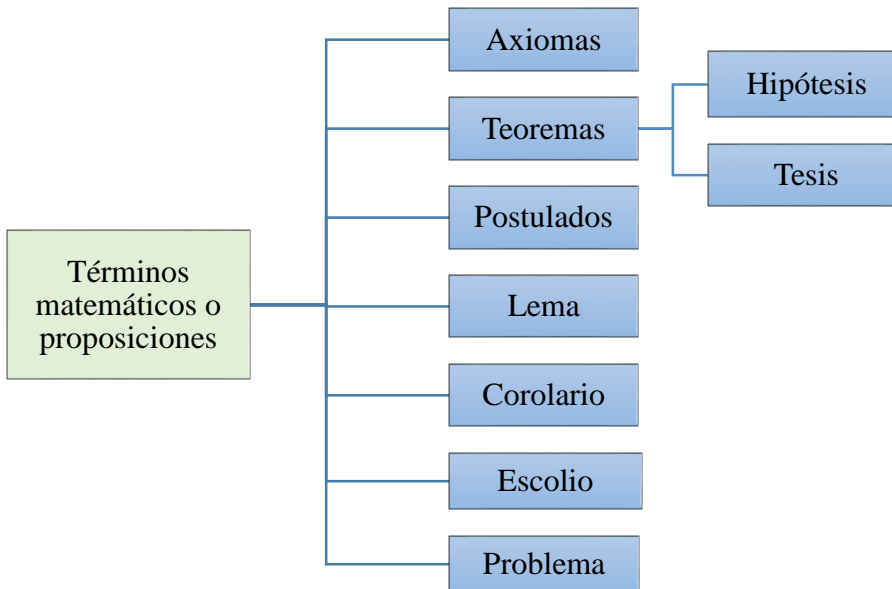 Términos
matemáticos o
proposiciones
Axiomas
Teoremas
Hipótesis
Tesis
Postulados
Lema
Corolario
Escolio
Problema